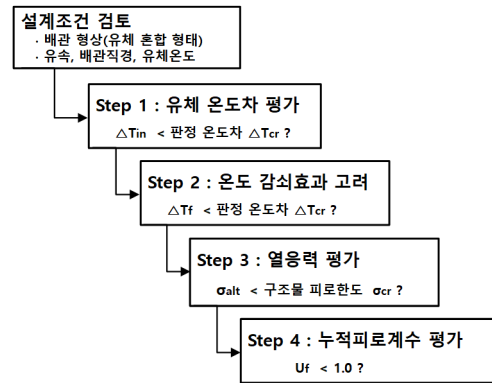 설계조건 검토
· 배관 형상(유체 혼합 형태)
· 유속, 배관직경, 유체온도
Step 1 : 유체 온도차 평가
△Tin < 판정 온도차 △Tcr ?
Step 2 : 온도 감쇠효과 고려
△Tf < 판정 온도차 △Tcr ?
Step 3 : 열응력 평가
σalt < 구조물 피로한도 σcr ?
Step 4 : 누적피로계수 평가
Uf < 1.0 ?